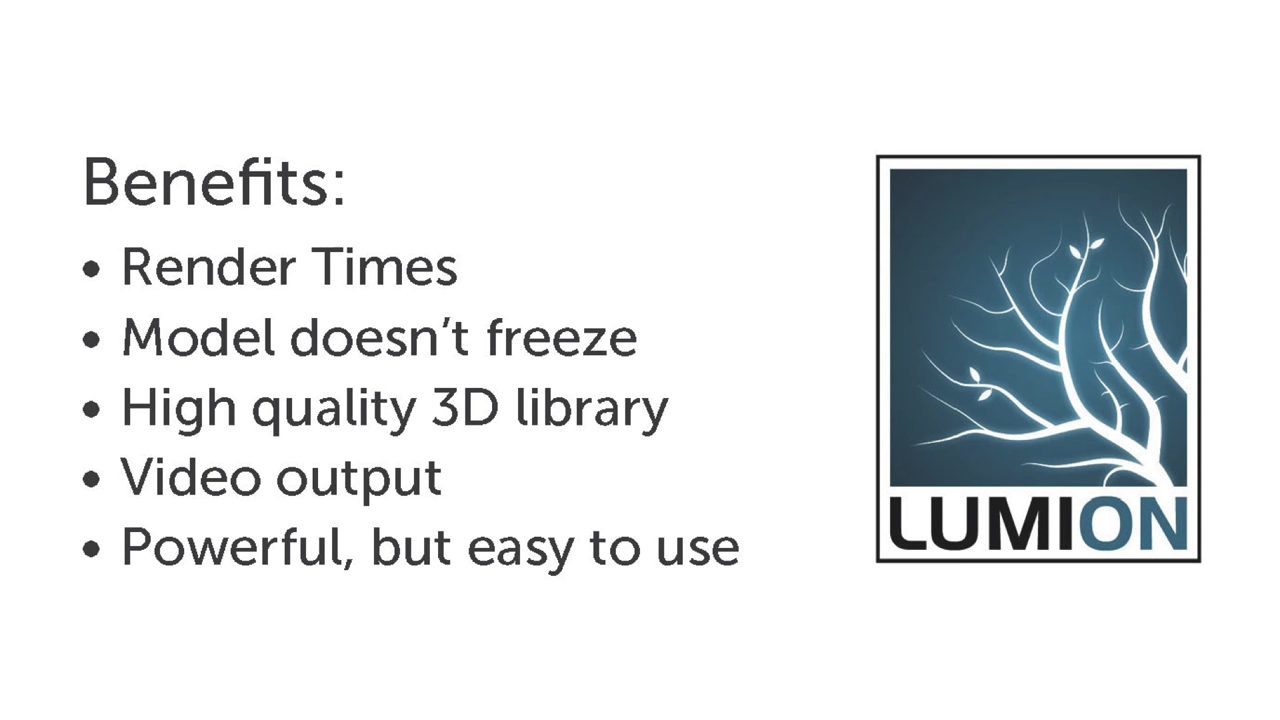 Benefits:
• Render Times
• Model doesn't freeze
• High quality 3D library
• Video output
• Powerful, but easy to use
LUMION